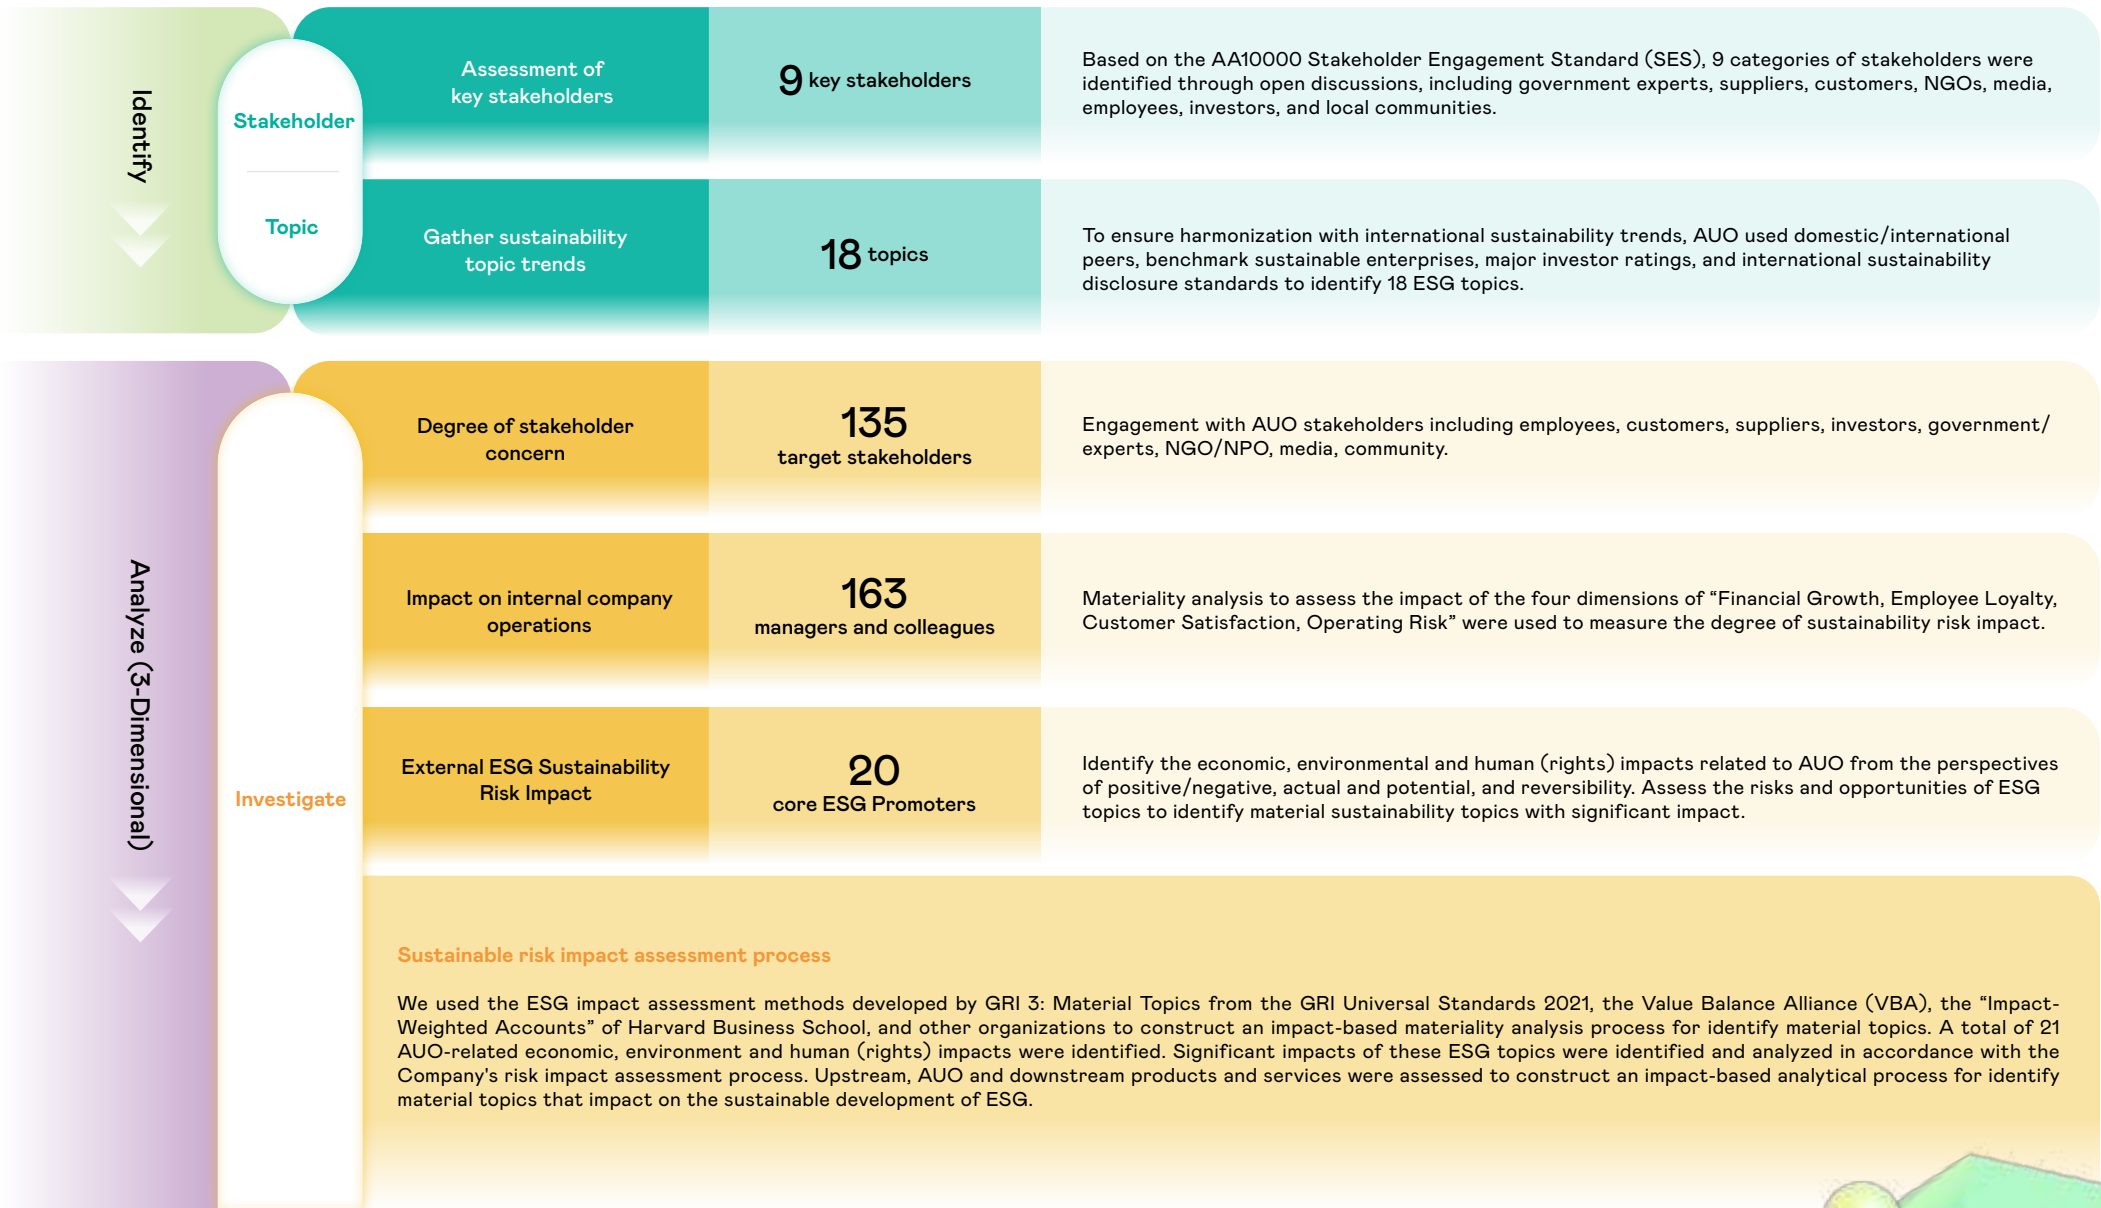 Identify
Stakeholder
Topic
Assessment of
key stakeholders
9 key stakeholders
Based on the AA10000 Stakeholder Engagement Standard (SES), 9 categories of stakeholders were
identified through open discussions, including government experts, suppliers, customers, NGOs, media,
employees, investors, and local communities.
Gather sustainability
topic trends
18 topics
To ensure harmonization with international sustainability trends, AUO used domestic/international
peers, benchmark sustainable enterprises, major investor ratings, and international sustainability
disclosure standards to identify 18 ESG topics.
Analyze (3-Dimensional)
Investigate
Degree of stakeholder
concern
135
target stakeholders
Engagement with AUO stakeholders including employees, customers, suppliers, investors, government/
experts, NGO/NPO, media, community.
Impact on internal company
operations
163
managers and colleagues
Materiality analysis to assess the impact of the four dimensions of “Financial Growth, Employee Loyalty,
Customer Satisfaction, Operating Risk” were used to measure the degree of sustainability risk impact.
External ESG Sustainability
Risk Impact
20
core ESG Promoters
Identify the economic, environmental and human (rights) impacts related to AUO from the perspectives
of positive/negative, actual and potential, and reversibility. Assess the risks and opportunities of ESG
topics to identify material sustainability topics with significant impact.
Sustainable risk impact assessment process
We used the ESG impact assessment methods developed by GRI 3: Material Topics from the GRI Universal Standards 2021, the Value Balance Alliance (VBA), the “Impact-
Weighted Accounts” of Harvard Business School, and other organizations to construct an impact-based materiality analysis process for identify material topics. A total of 21
AUO-related economic, environment and human (rights) impacts were identified. Significant impacts of these ESG topics were identified and analyzed in accordance with the
Company's risk impact assessment process. Upstream, AUO and downstream products and services were assessed to construct an impact-based analytical process for identify
material topics that impact on the sustainable development of ESG.